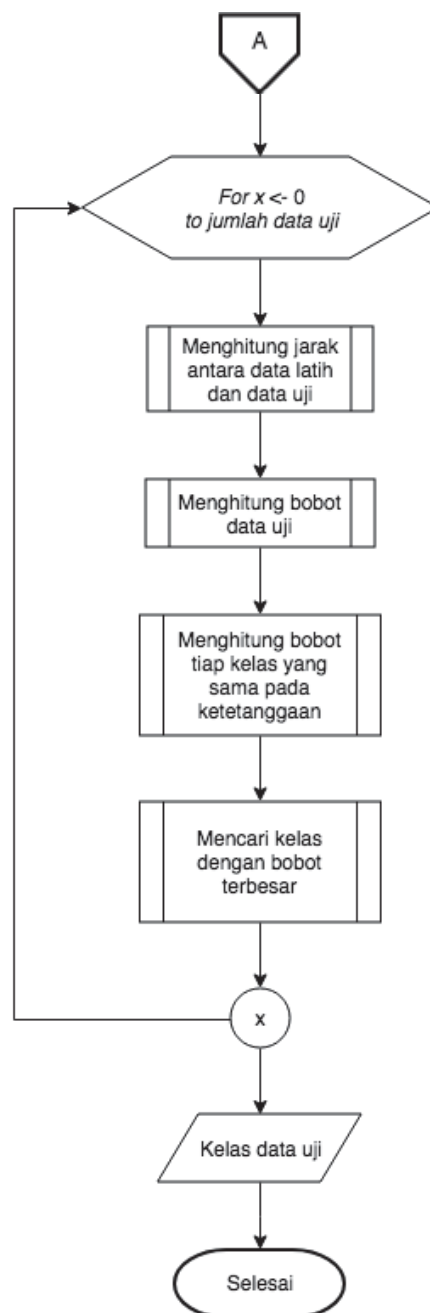 A
For x <- 0
to jumlah data uji
Menghitung jarak
antara data latih
dan data uji
Menghitung bobot
data uji
Menghitung bobot
tiap kelas yang
sama pada
ketetanggaan
Mencari kelas
dengan bobot
terbesar
x
Kelas data uji
Selesai